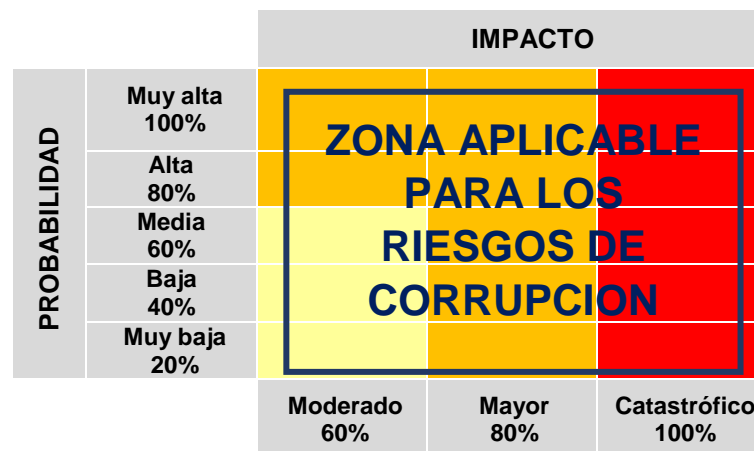 IMPACTO
PROBABILIDAD
Muy alta
100%
Alta
80%
Media
60%
Baja
40%
Muy baja
20%
ZONA APLICABLE
PARA LOS
RIESGOS DE
CORRUPCION
Moderado
60%
Mayor
80%
Catastrófico
100%